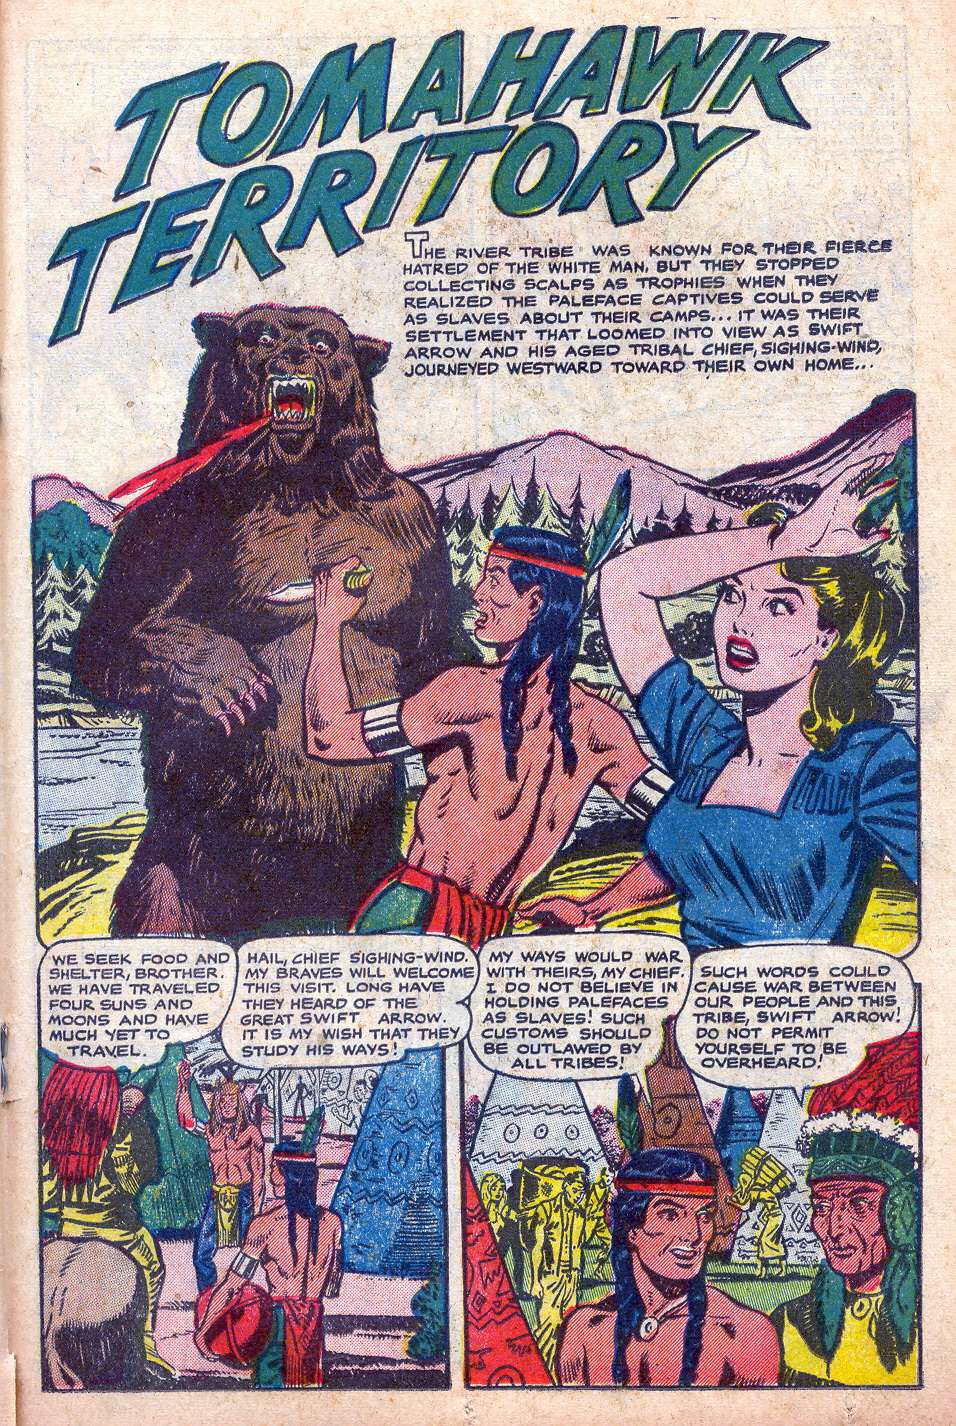 TOMAHAWK
TERRITORY
THE RIVER TRIBE WAS KNOWN FOR THEIR FIERCE
HATRED OF THE WHITE MAN, BUT THEY STOPPED
COLLECTING SCALPS AS TROPHIES WHEN THEY
REALIZED THE PALEFACE CAPTIVES COULD SERVE
AS SLAVES ABOUT THEIR CAMPS... IT WAS THEIR
SETTLEMENT THAT LOOMED INTO VIEW AS SWIFT
ARROW AND HIS AGED TRIBAL CHIEF, SIGHING-WIND,
JOURNEYED WESTWARD TOWARD THEIR OWN HOME...
WE SEEK FOOD AND
SHELTER, BROTHER.
WE HAVE TRAVELED
FOUR SUNS AND
MOONS AND HAVE
MUCH YET TO
TRAVEL.
HAIL, CHIEF SIGHING-WIND.
MY BRAVES WILL WELCOME
THIS VISIT. LONG HAVE
THEY HEARD OF THE
GREAT SWIFT ARROW.
IT IS MY WISH THAT THEY
STUDY HIS WAYS!
MY WAYS WOULD WAR
WITH THEIRS, MY CHIEF.
I DO NOT BELIEVE IN
HOLDING PALEFACES
AS SLAVES! SUCH
CUSTOMS SHOULD
BE OUTLAWED BY
ALL TRIBES!
SUCH WORDS COULD
CAUSE WAR BETWEEN
OUR PEOPLE AND THIS
TRIBE, SWIFT ARROW!
DO NOT PERMIT
YOURSELF TO BE
OVERHEARD!